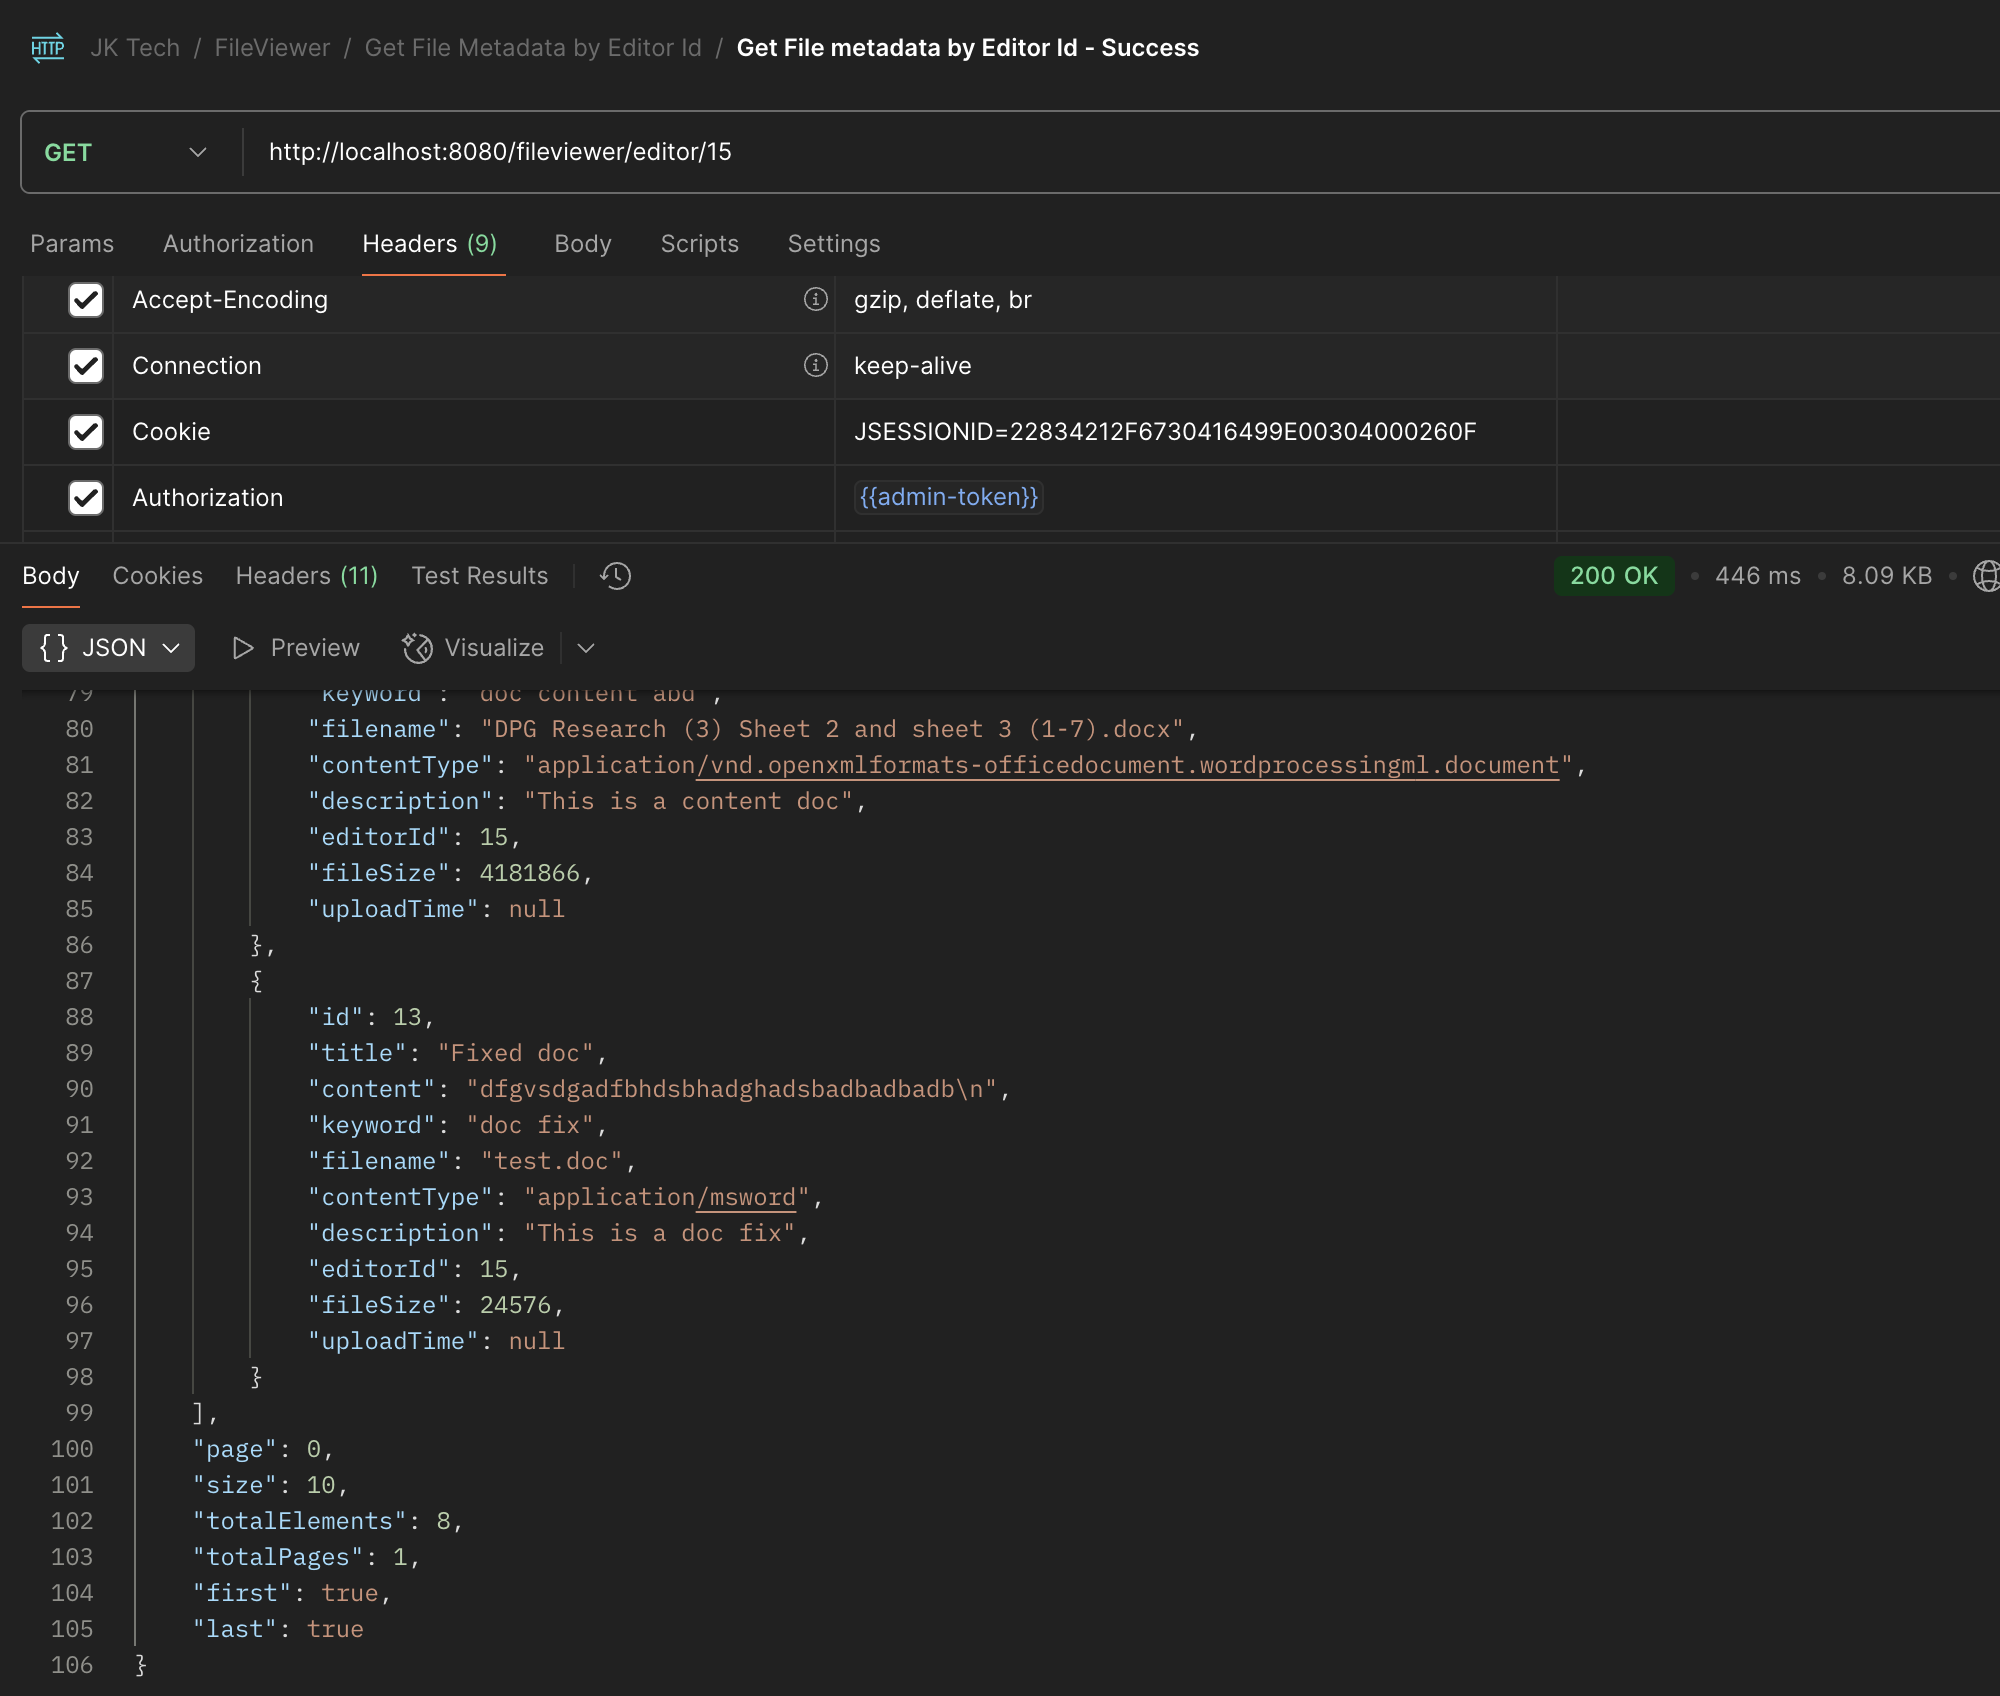 HTTP JK Tech / FileViewer / Get File Metadata by Editor Id / Get File metadata by Editor Id - Success
GET http://localhost:8080/fileviewer/editor/15
Params Authorization Headers (9) Body Scripts Settings
Accept-Encoding gzip, deflate, br
Connection keep-alive
Cookie JSESSIONID=22834212F6730416499E00304000260F
Authorization {{admin-token}}
Body Cookies Headers (11) Test Results 200 OK • 446 ms • 8.09 KB •
{} JSON Preview Visualize
79 "keyword": "doc content abd",
80 "filename": "DPG Research (3) Sheet 2 and sheet 3 (1-7).docx",
81 "contentType": "application/vnd.openxmlformats-officedocument.wordprocessingml.document",
82 "description": "This is a content doc",
83 "editorId": 15,
84 "fileSize": 4181866,
85 "uploadTime": null
86 },
87 {
88 "id": 13,
89 "title": "Fixed doc",
90 "content": "dfgvsdgadfbhdsbhadghadsbadbadbadb\n",
91 "keyword": "doc fix",
92 "filename": "test.doc",
93 "contentType": "application/msword",
94 "description": "This is a doc fix",
95 "editorId": 15,
96 "fileSize": 24576,
97 "uploadTime": null
98 }
99 ],
100 "page": 0,
101 "size": 10,
102 "totalElements": 8,
103 "totalPages": 1,
104 "first": true,
105 "last": true
106 }